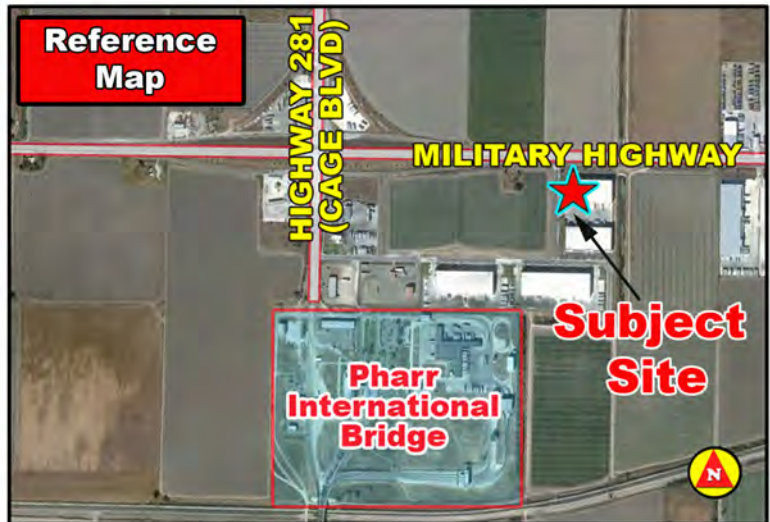 Reference
Map
HIGHWAY 281
(CAGE BLVD)
MILITARY HIGHWAY
Subject
Site
Pharr
International
Bridge
N